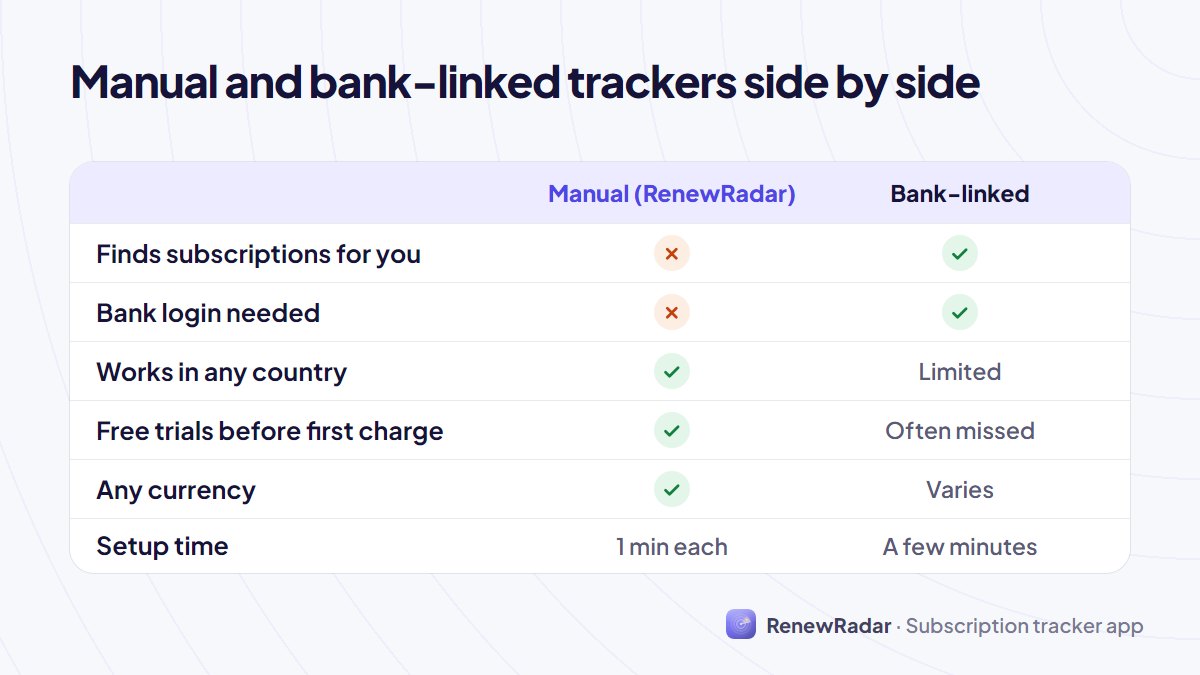 Manual and bank-linked trackers side by side
Manual (RenewRadar) Bank-linked
Finds subscriptions for you
Bank login needed
Works in any country Limited
Free trials before first charge Often missed
Any currency Varies
Setup time 1 min each A few minutes
RenewRadar · Subscription tracker app